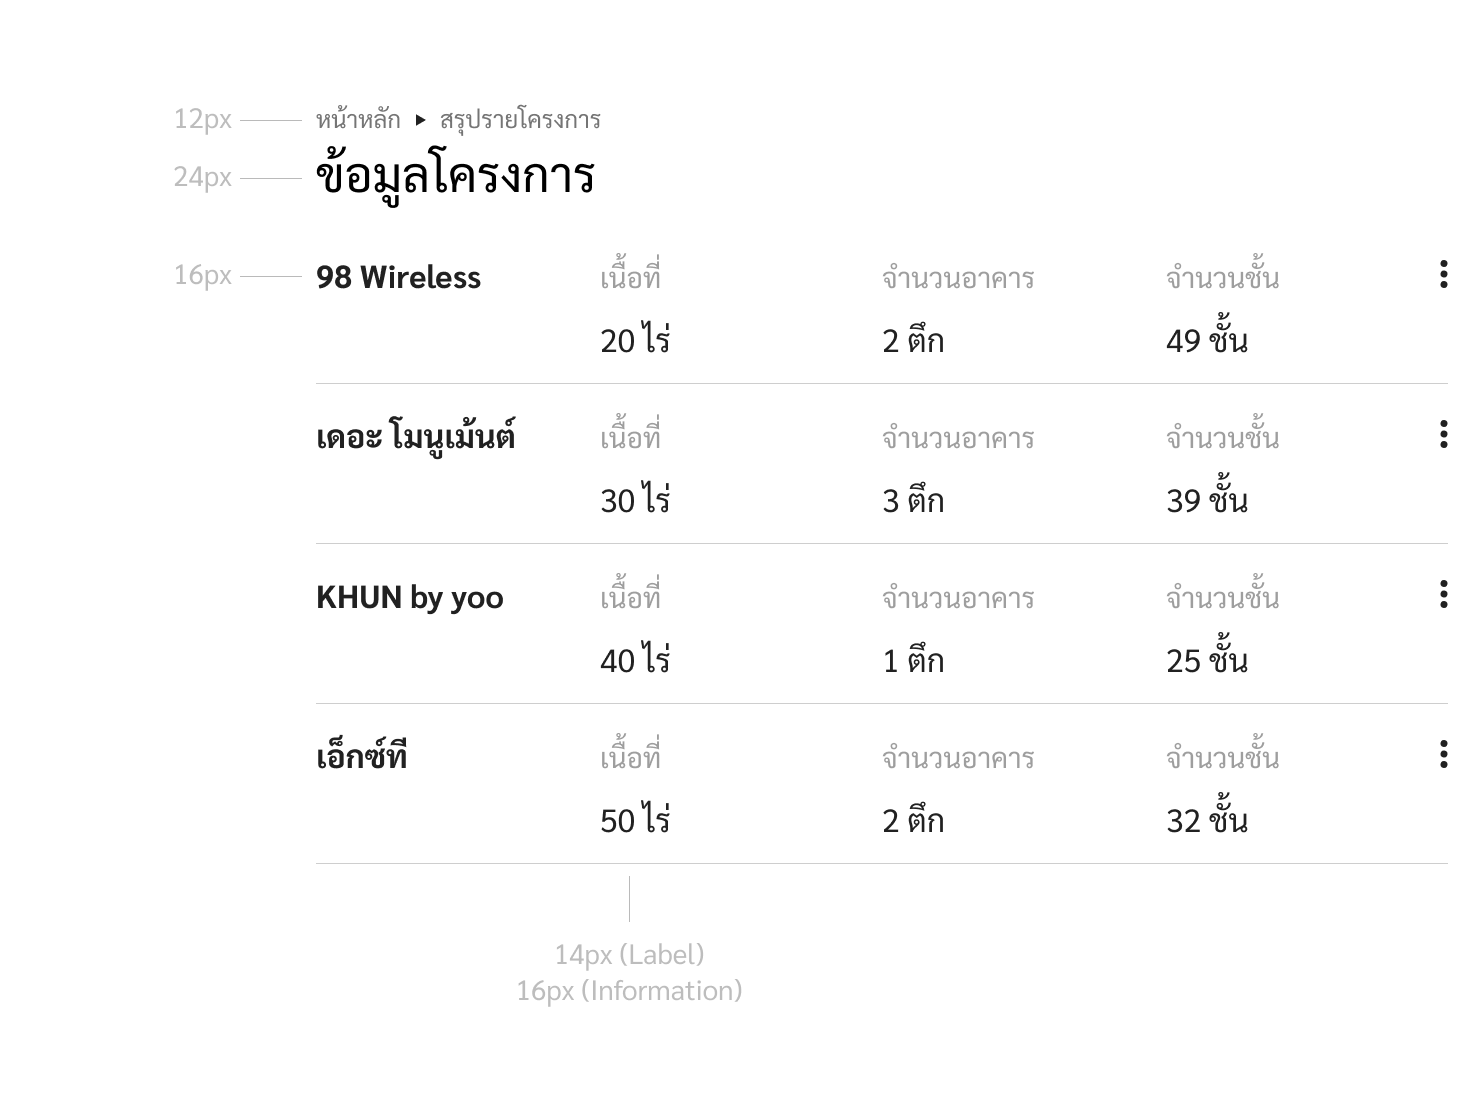 12px หน้าหลัก ▶ สรุปรายโครงการ
24px ข้อมูลโครงการ
16px 98 Wireless เนื้อที่ จำนวนอาคาร จำนวนชั้น
20 ไร่ 2 ตึก 49 ชั้น
เดอะ โมนูเม้นต์ เนื้อที่ จำนวนอาคาร จำนวนชั้น
30 ไร่ 3 ตึก 39 ชั้น
KHUN by yoo เนื้อที่ จำนวนอาคาร จำนวนชั้น
40 ไร่ 1 ตึก 25 ชั้น
เอ็กซ์ที เนื้อที่ จำนวนอาคาร จำนวนชั้น
50 ไร่ 2 ตึก 32 ชั้น
14px (Label)
16px (Information)